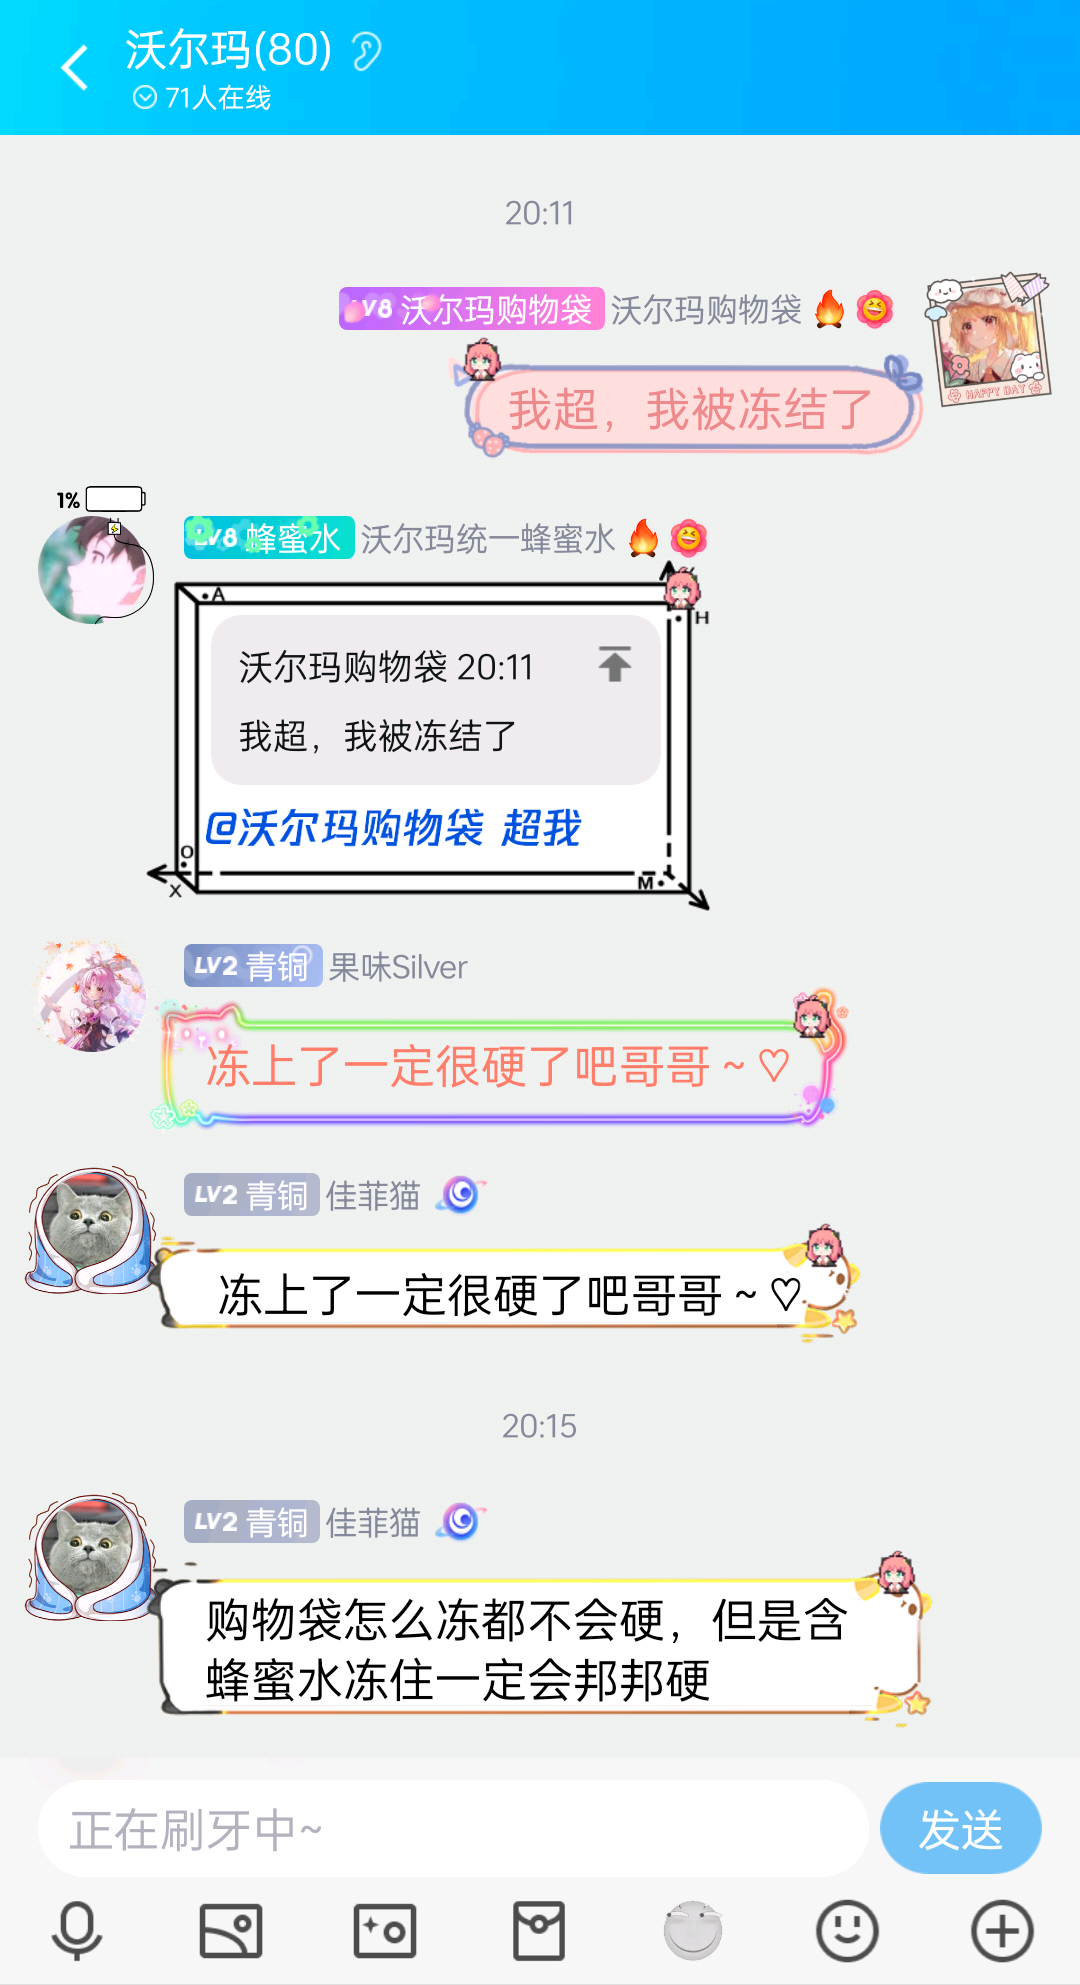 沃尔玛(80)
71人在线
20:11
LV8 沃尔玛购物袋 沃尔玛购物袋
HAPPY DAY
我超，我被冻结了
1%
LV8 蜂蜜水 沃尔玛统一蜂蜜水
A
H
沃尔玛购物袋 20:11
我超，我被冻结了
@沃尔玛购物袋 超我
O
X
M
LV2 青铜 果味Silver
冻上了一定很硬了吧哥哥~♡
LV2 青铜 佳菲猫
冻上了一定很硬了吧哥哥~♡
20:15
LV2 青铜 佳菲猫
购物袋怎么冻都不会硬，但是含
蜂蜜水冻住一定会邦邦硬
正在刷牙中~
发送